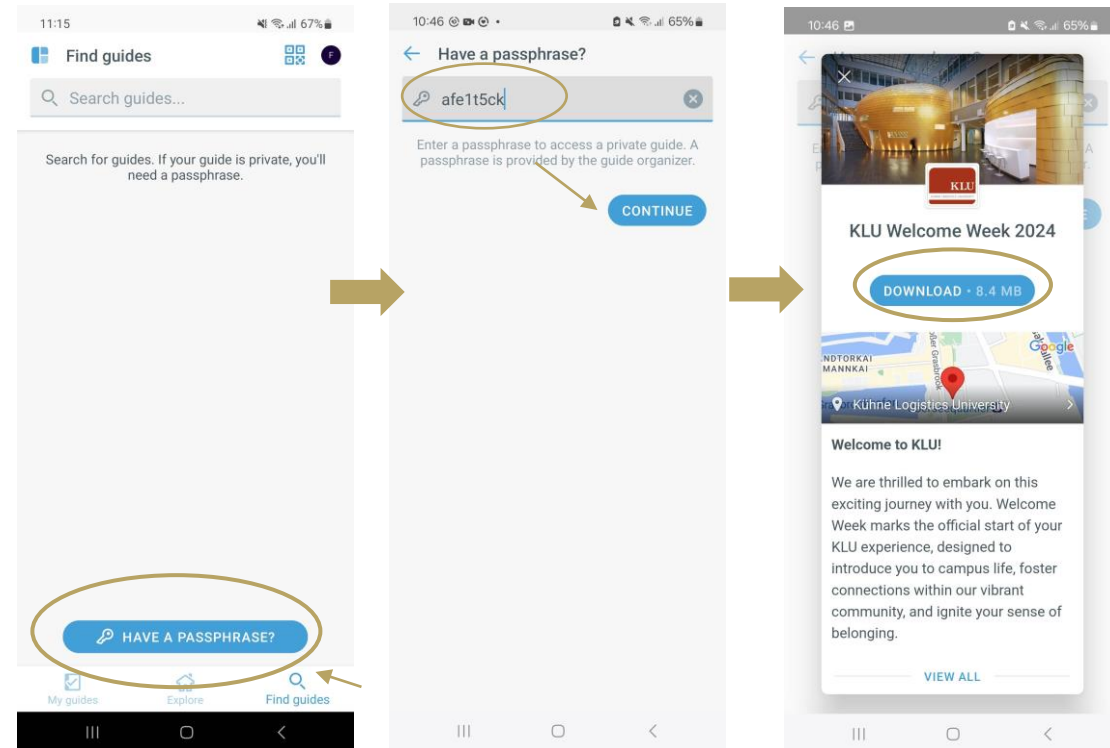 11:15
67%
Find guides
F
Search guides...
Search for guides. If your guide is private, you'll
need a passphrase.
HAVE A PASSPHRASE?
My guides
Explore
Find guides
10:46
65%
Have a passphrase?
afe1t5ck
Enter a passphrase to access a private guide. A
passphrase is provided by the guide organizer.
CONTINUE
10:46
65%
KLU
KLU Welcome Week 2024
DOWNLOAD • 8.4 MB
Google
NDTORKAI
MANNKAI
Kühne Logistics University
Welcome to KLU!
We are thrilled to embark on this
exciting journey with you. Welcome
Week marks the official start of your
KLU experience, designed to
introduce you to campus life, foster
connections within our vibrant
community, and ignite your sense of
belonging.
VIEW ALL